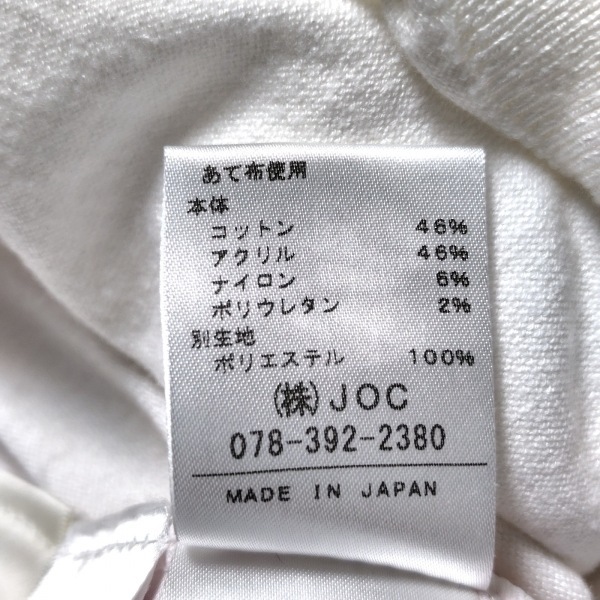 あて布使用
本体
コットン 46%
アクリル 46%
ナイロン 6%
ポリウレタン 2%
別生地
ポリエステル 100%
(株)JOC
078-392-2380
MADE IN JAPAN